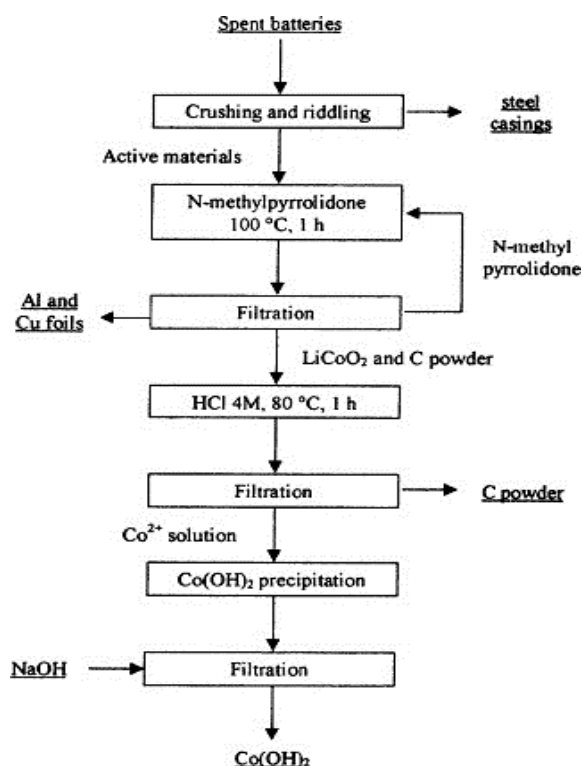 Spent batteries
Crushing and riddling
steel
casings
Active materials
N-methylpyrrolidone
100 °C, 1 h
N-methyl
pyrrolidone
Al and
Cu foils
Filtration
LiCoO₂ and C powder
HCl 4M, 80 °C, 1 h
Filtration
C powder
Co²⁺ solution
Co(OH)₂ precipitation
NaOH
Filtration
Co(OH)₂